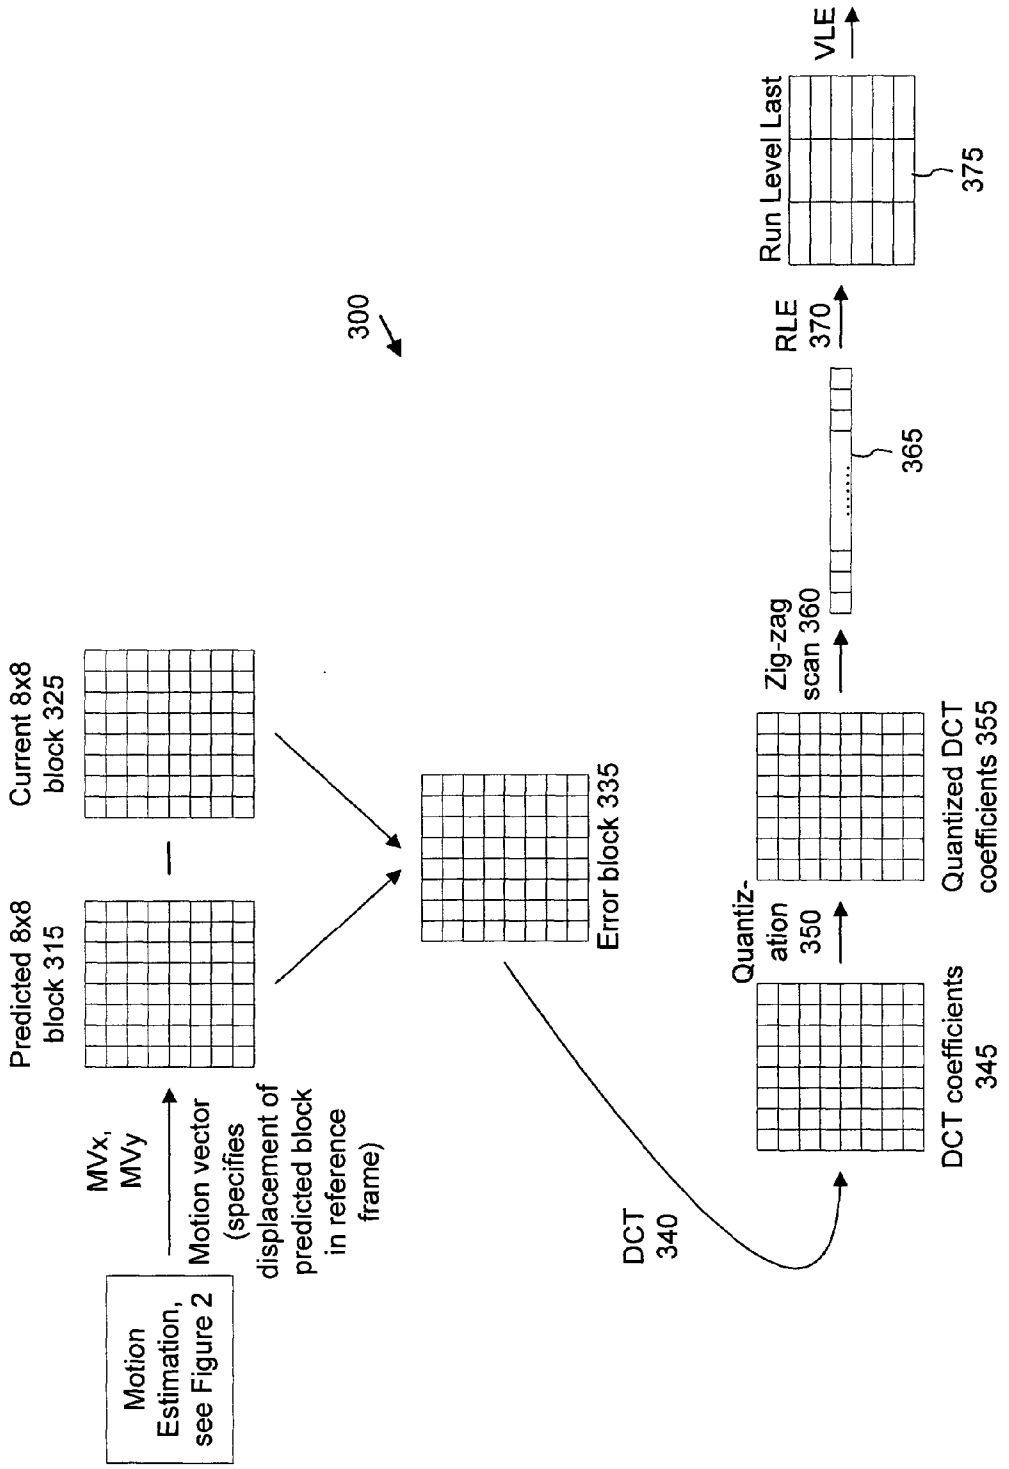 Motion
Estimation,
see Figure 2
MVx,
MVy
Motion vector
(specifies
displacement of
predicted block
in reference
frame)
Predicted 8x8
block 315
Current 8x8
block 325
300
Error block 335
DCT
340
DCT coefficients
345
Quantiz-
ation
350
Quantized DCT
coefficients 355
Zig-zag
scan 360
365
RLE
370
Run Level Last
375
VLE